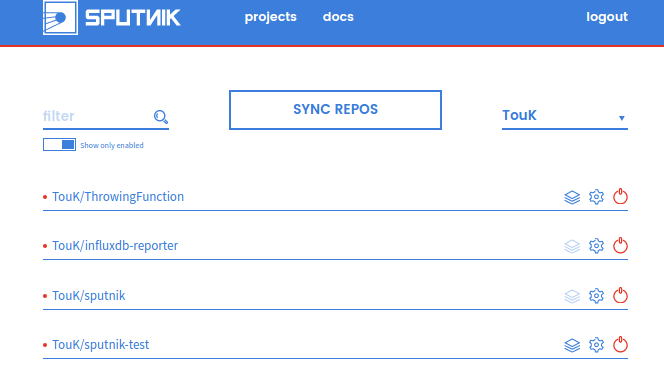 SPUTNIK projects docs logout
filter SYNC REPOS TouK
Show only enabled
TouK/ThrowingFunction
TouK/influxdb-reporter
TouK/sputnik
TouK/sputnik-test